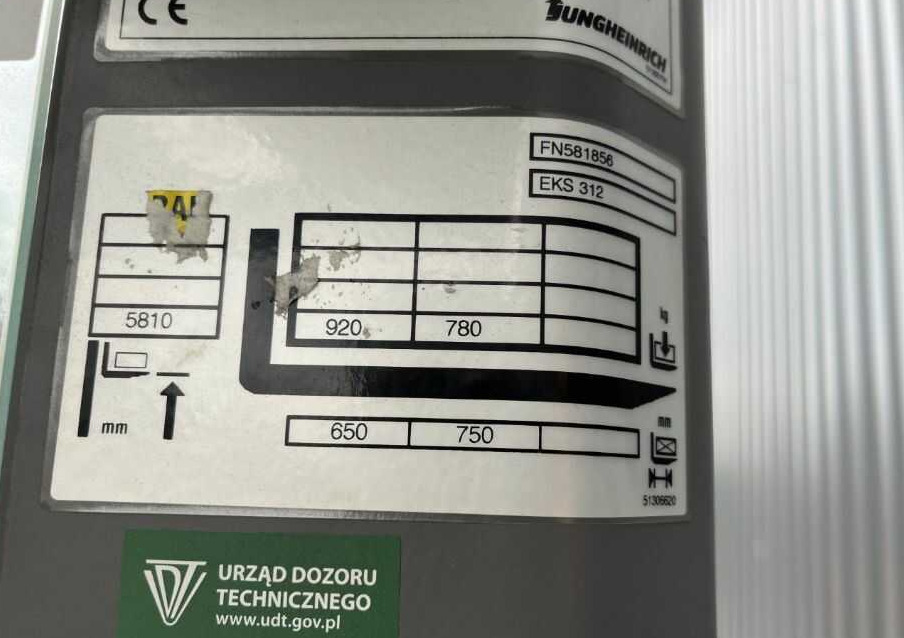 CE
JUNGHEINRICH
FN581856
EKS 312
5810
920 780
kg
mm
650 750
mm
51306620
URZĄD DOZORU
TECHNICZNEGO
www.udt.gov.pl